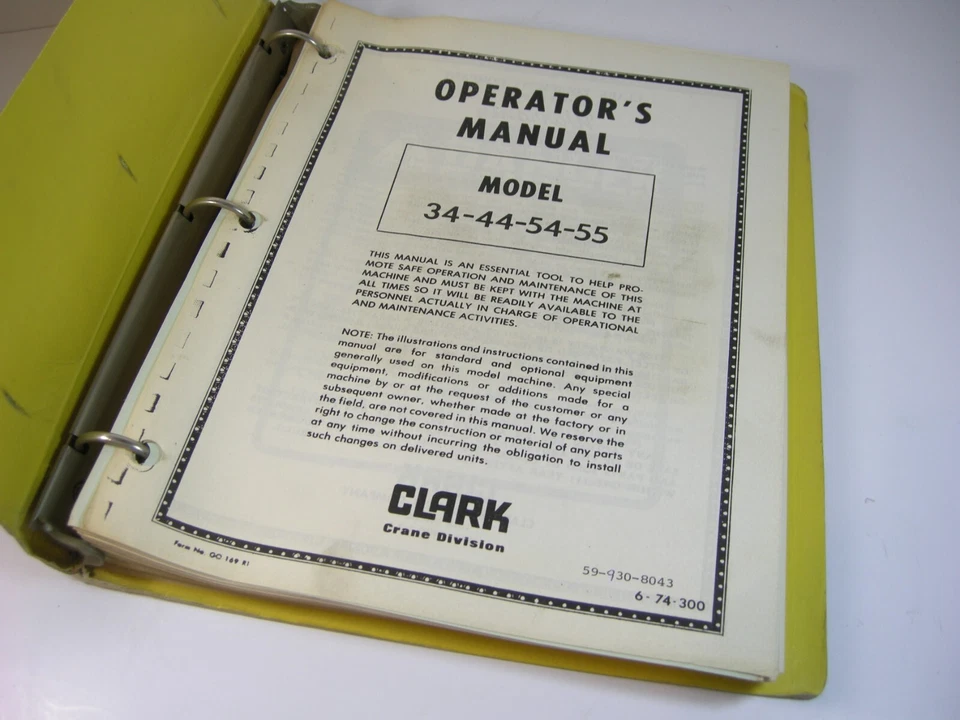 OPERATOR'S
MANUAL
MODEL
34-44-54-55
THIS MANUAL IS AN ESSENTIAL TOOL TO HELP PRO-
MOTE SAFE OPERATION AND MAINTENANCE OF THIS
MACHINE AND MUST BE KEPT WITH THE MACHINE AT
ALL TIMES SO IT WILL BE READILY AVAILABLE TO THE
PERSONNEL ACTUALLY IN CHARGE OF OPERATIONAL
AND MAINTENANCE ACTIVITIES.
NOTE: The illustrations and instructions contained in this
manual are for standard and optional equipment
generally used on this model machine. Any special
equipment, modifications or additions made for a
machine by or at the request of the customer or any
subsequent owner, whether made at the factory or in
the field, are not covered in this manual. We reserve the
right to change the construction or material of any parts
at any time without incurring the obligation to install
such changes on delivered units.
CLARK
Crane Division
59-930-8043
6-74-300
Form No. GO 169 R1